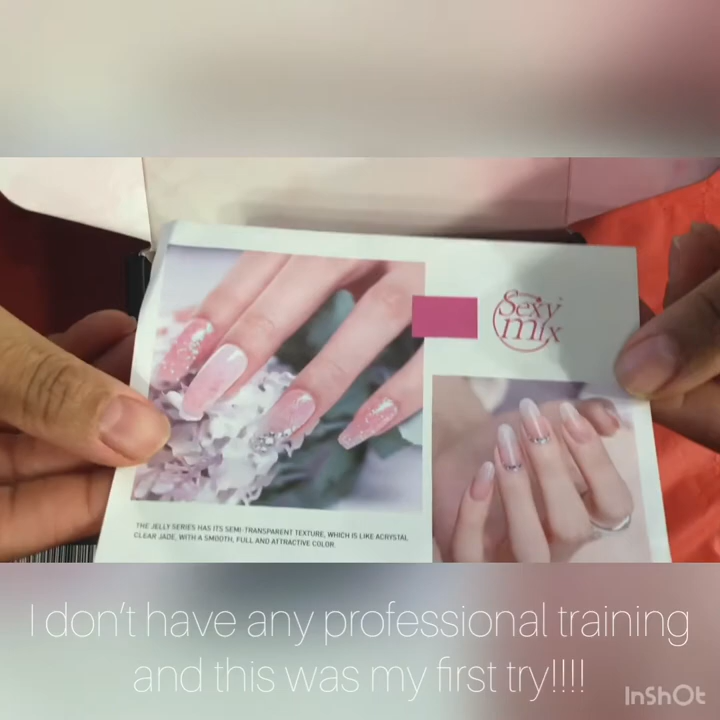 Sexy
mix
THE JELLY SERIES HAS ITS SEMI-TRANSPARENT TEXTURE, WHICH IS LIKE ACRYSTAL
CLEAR JADE, WITH A SMOOTH, FULL AND ATTRACTIVE COLOR.
I don't have any professional training
and this was my first try!!!!
InShOt